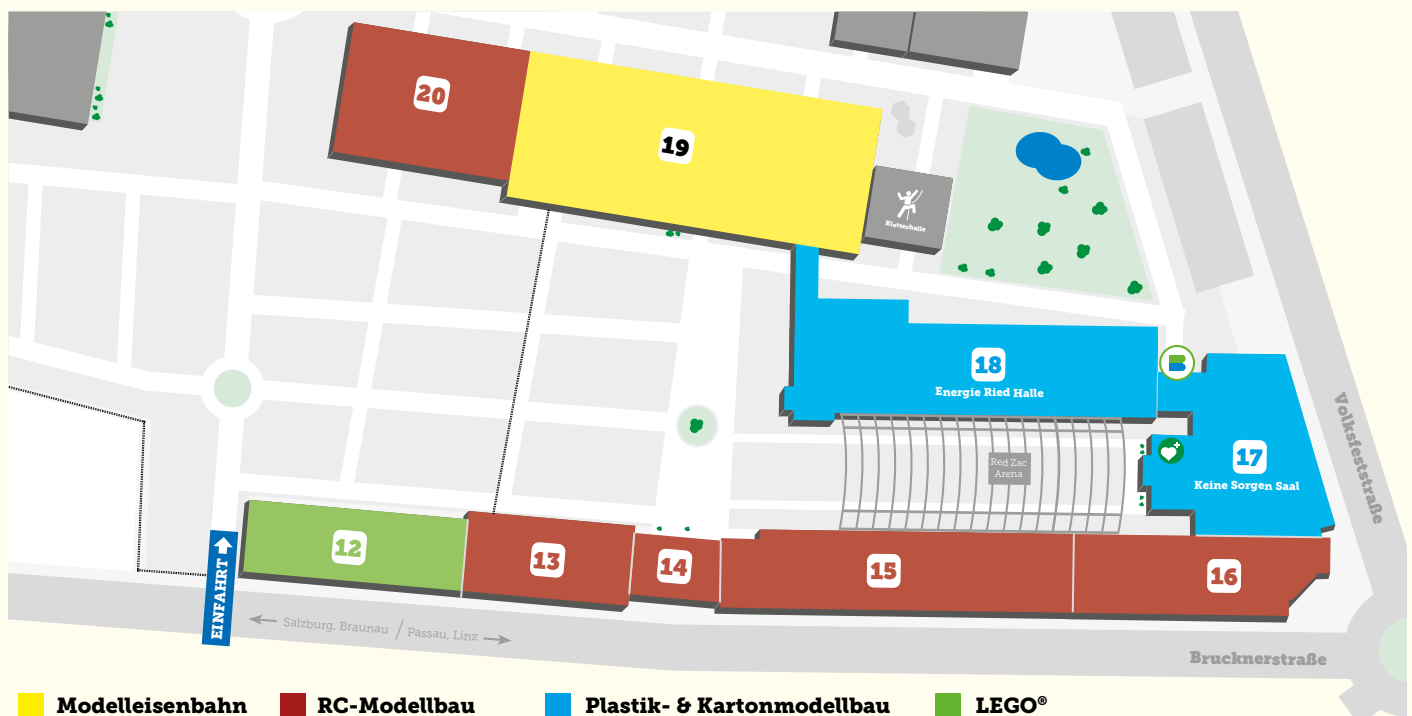 20
19
Kletterhalle
18
Energie Ried Halle
Volksfeststraße
17
Keine Sorgen Saal
Red Zac
Arena
12
13
14
15
16
EINFAHRT
Salzburg, Braunau / Passau, Linz
Brucknerstraße
Modelleisenbahn
RC-Modellbau
Plastik- & Kartonmodellbau
LEGO®